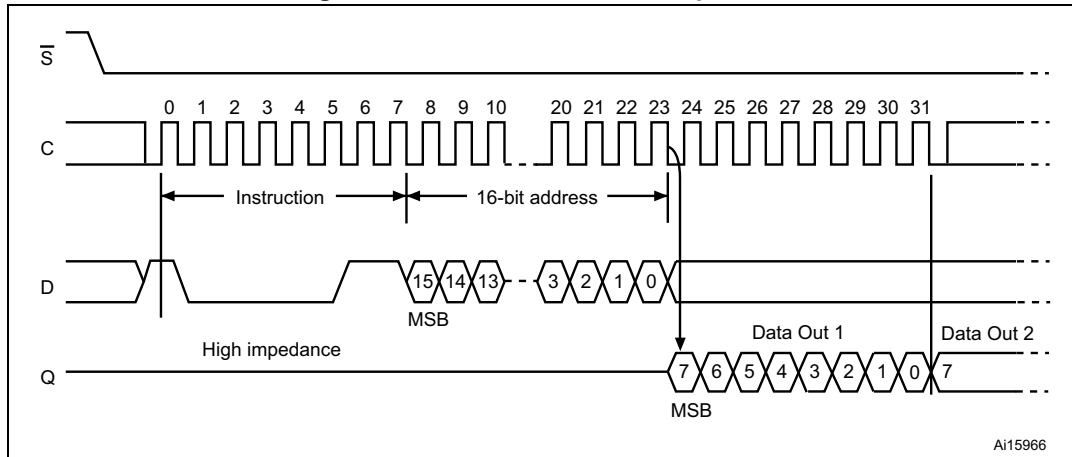 S
0 1 2 3 4 5 6 7 8 9 10 20 21 22 23 24 25 26 27 28 29 30 31
C
Instruction 16-bit address
D 15 14 13 3 2 1 0
MSB
High impedance Data Out 1 Data Out 2
Q 7 6 5 4 3 2 1 0 7
MSB
Ai15966